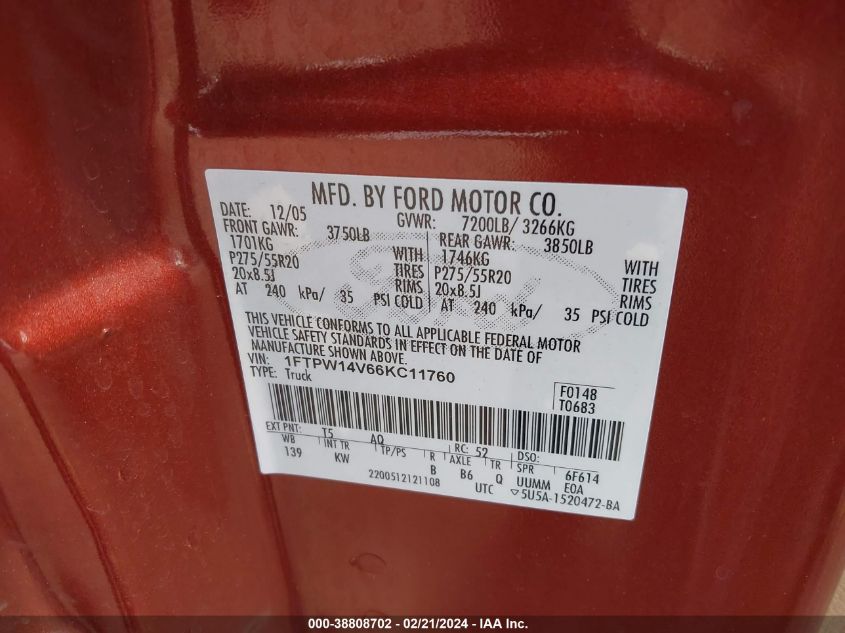 MFD. BY FORD MOTOR CO.
DATE: 12/05 GVWR: 7200LB/ 3266KG
FRONT GAWR: 3750LB REAR GAWR: 3850LB
1701KG WITH 1746KG WITH
P275/55R20 TIRES P275/55R20 TIRES
20x8.5J RIMS 20x8.5J RIMS
AT 240 kPa/ 35 PSI COLD AT 240 kPa/ 35 PSI COLD
THIS VEHICLE CONFORMS TO ALL APPLICABLE FEDERAL MOTOR
VEHICLE SAFETY STANDARDS IN EFFECT ON THE DATE OF
MANUFACTURE SHOWN ABOVE.
VIN: 1FTPW14V66KC11760
TYPE: Truck
F0148
T0683
EXT PNT: T5 AQ RC: 52 DSO:
WB INT TR TP/PS R AXLE TR SPR 6F614
139 KW B B6 Q UUMM EOA
2200512121108 UTC ▽5U5A-1520472-BA
000-38808702 - 02/21/2024 - IAA Inc.